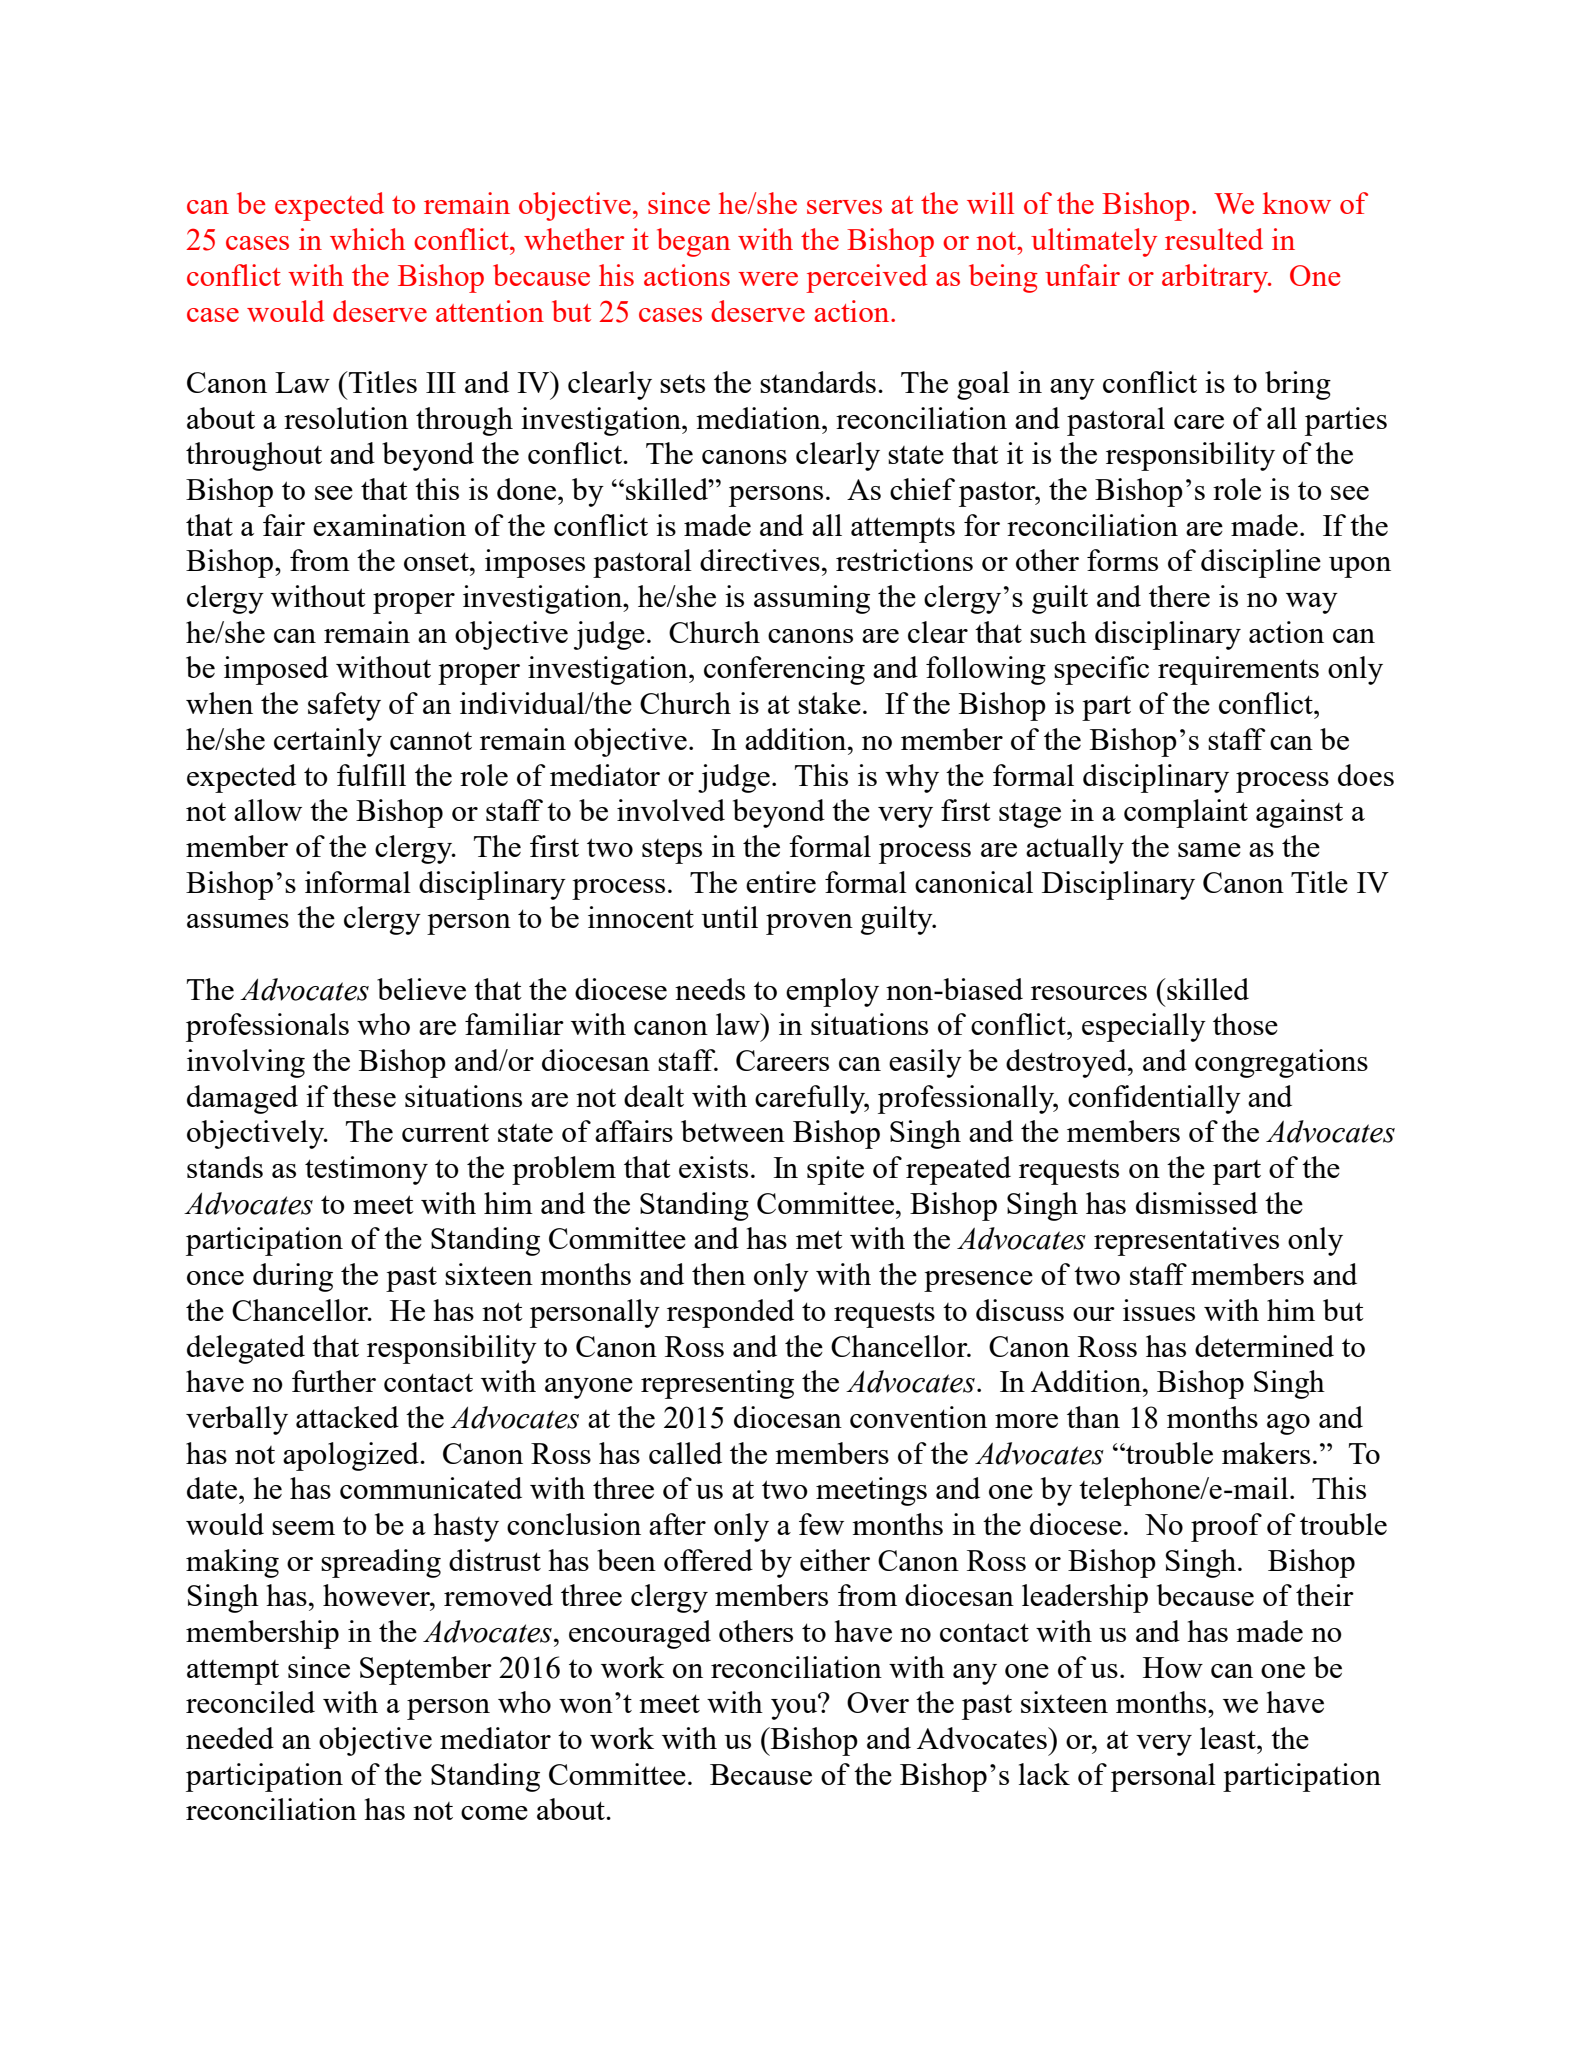 can be expected to remain objective, since he/she serves at the will of the Bishop.  We know of
25 cases in which conflict, whether it began with the Bishop or not, ultimately resulted in
conflict with the Bishop because his actions were perceived as being unfair or arbitrary.  One
case would deserve attention but 25 cases deserve action.
Canon Law (Titles III and IV) clearly sets the standards.  The goal in any conflict is to bring
about a resolution through investigation, mediation, reconciliation and pastoral care of all parties
throughout and beyond the conflict.  The canons clearly state that it is the responsibility of the
Bishop to see that this is done, by “skilled” persons.  As chief pastor, the Bishop’s role is to see
that a fair examination of the conflict is made and all attempts for reconciliation are made.  If the
Bishop, from the onset, imposes pastoral directives, restrictions or other forms of discipline upon
clergy without proper investigation, he/she is assuming the clergy’s guilt and there is no way
he/she can remain an objective judge.  Church canons are clear that such disciplinary action can
be imposed without proper investigation, conferencing and following specific requirements only
when the safety of an individual/the Church is at stake.  If the Bishop is part of the conflict,
he/she certainly cannot remain objective.  In addition, no member of the Bishop’s staff can be
expected to fulfill the role of mediator or judge.  This is why the formal disciplinary process does
not allow the Bishop or staff to be involved beyond the very first stage in a complaint against a
member of the clergy.  The first two steps in the formal process are actually the same as the
Bishop’s informal disciplinary process.  The entire formal canonical Disciplinary Canon Title IV
assumes the clergy person to be innocent until proven guilty.
The Advocates believe that the diocese needs to employ non-biased resources (skilled
professionals who are familiar with canon law) in situations of conflict, especially those
involving the Bishop and/or diocesan staff.  Careers can easily be destroyed, and congregations
damaged if these situations are not dealt with carefully, professionally, confidentially and
objectively.  The current state of affairs between Bishop Singh and the members of the Advocates
stands as testimony to the problem that exists.  In spite of repeated requests on the part of the
Advocates to meet with him and the Standing Committee, Bishop Singh has dismissed the
participation of the Standing Committee and has met with the Advocates representatives only
once during the past sixteen months and then only with the presence of two staff members and
the Chancellor.  He has not personally responded to requests to discuss our issues with him but
delegated that responsibility to Canon Ross and the Chancellor.  Canon Ross has determined to
have no further contact with anyone representing the Advocates.  In Addition, Bishop Singh
verbally attacked the Advocates at the 2015 diocesan convention more than 18 months ago and
has not apologized.  Canon Ross has called the members of the Advocates “trouble makers.”  To
date, he has communicated with three of us at two meetings and one by telephone/e-mail.  This
would seem to be a hasty conclusion after only a few months in the diocese.  No proof of trouble
making or spreading distrust has been offered by either Canon Ross or Bishop Singh.   Bishop
Singh has, however, removed three clergy members from diocesan leadership because of their
membership in the Advocates, encouraged others to have no contact with us and has made no
attempt since September 2016 to work on reconciliation with any one of us.  How can one be
reconciled with a person who won’t meet with you?  Over the past sixteen months, we have
needed an objective mediator to work with us (Bishop and Advocates) or, at very least, the
participation of the Standing Committee.  Because of the Bishop’s lack of personal participation
reconciliation has not come about.